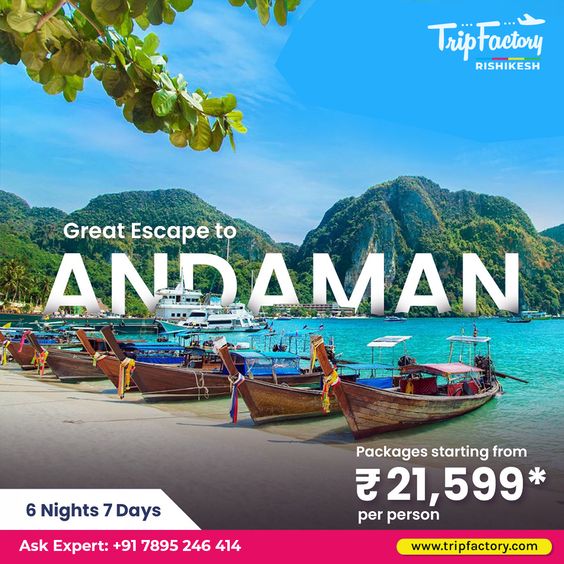 TripFactory
RISHIKESH
Great Escape to
ANDAMAN
Packages starting from
₹21,599*
per person
6 Nights 7 Days
Ask Expert: +91 7895 246 414
www.tripfactory.com